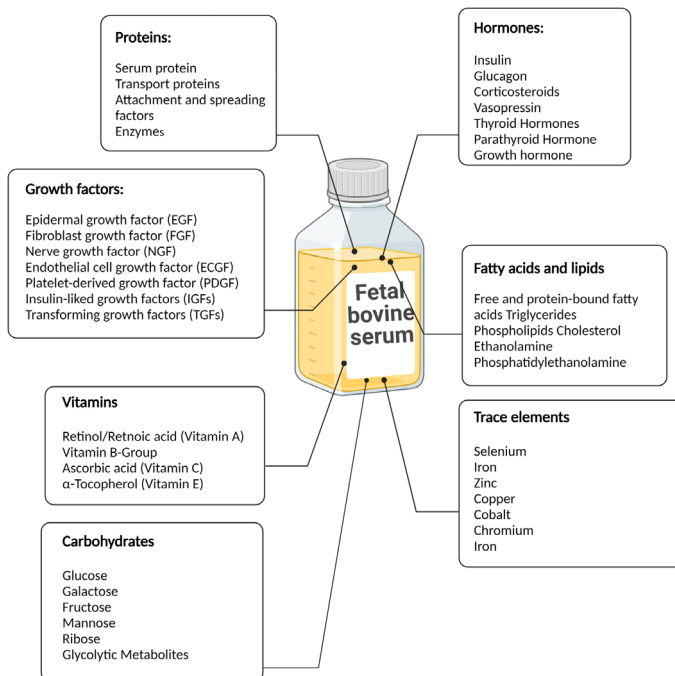 Proteins:
Serum protein
Transport proteins
Attachment and spreading
factors
Enzymes
Hormones:
Insulin
Glucagon
Corticosteroids
Vasopressin
Thyroid Hormones
Parathyroid Hormone
Growth hormone
Growth factors:
Epidermal growth factor (EGF)
Fibroblast growth factor (FGF)
Nerve growth factor (NGF)
Endothelial cell growth factor (ECGF)
Platelet-derived growth factor (PDGF)
Insulin-liked growth factors (IGFs)
Transforming growth factors (TGFs)
Fetal
bovine
serum
Fatty acids and lipids
Free and protein-bound fatty
acids Triglycerides
Phospholipids Cholesterol
Ethanolamine
Phosphatidylethanolamine
Vitamins
Retinol/Retnoic acid (Vitamin A)
Vitamin B-Group
Ascorbic acid (Vitamin C)
α-Tocopherol (Vitamin E)
Trace elements
Selenium
Iron
Zinc
Copper
Cobalt
Chromium
Iron
Carbohydrates
Glucose
Galactose
Fructose
Mannose
Ribose
Glycolytic Metabolites